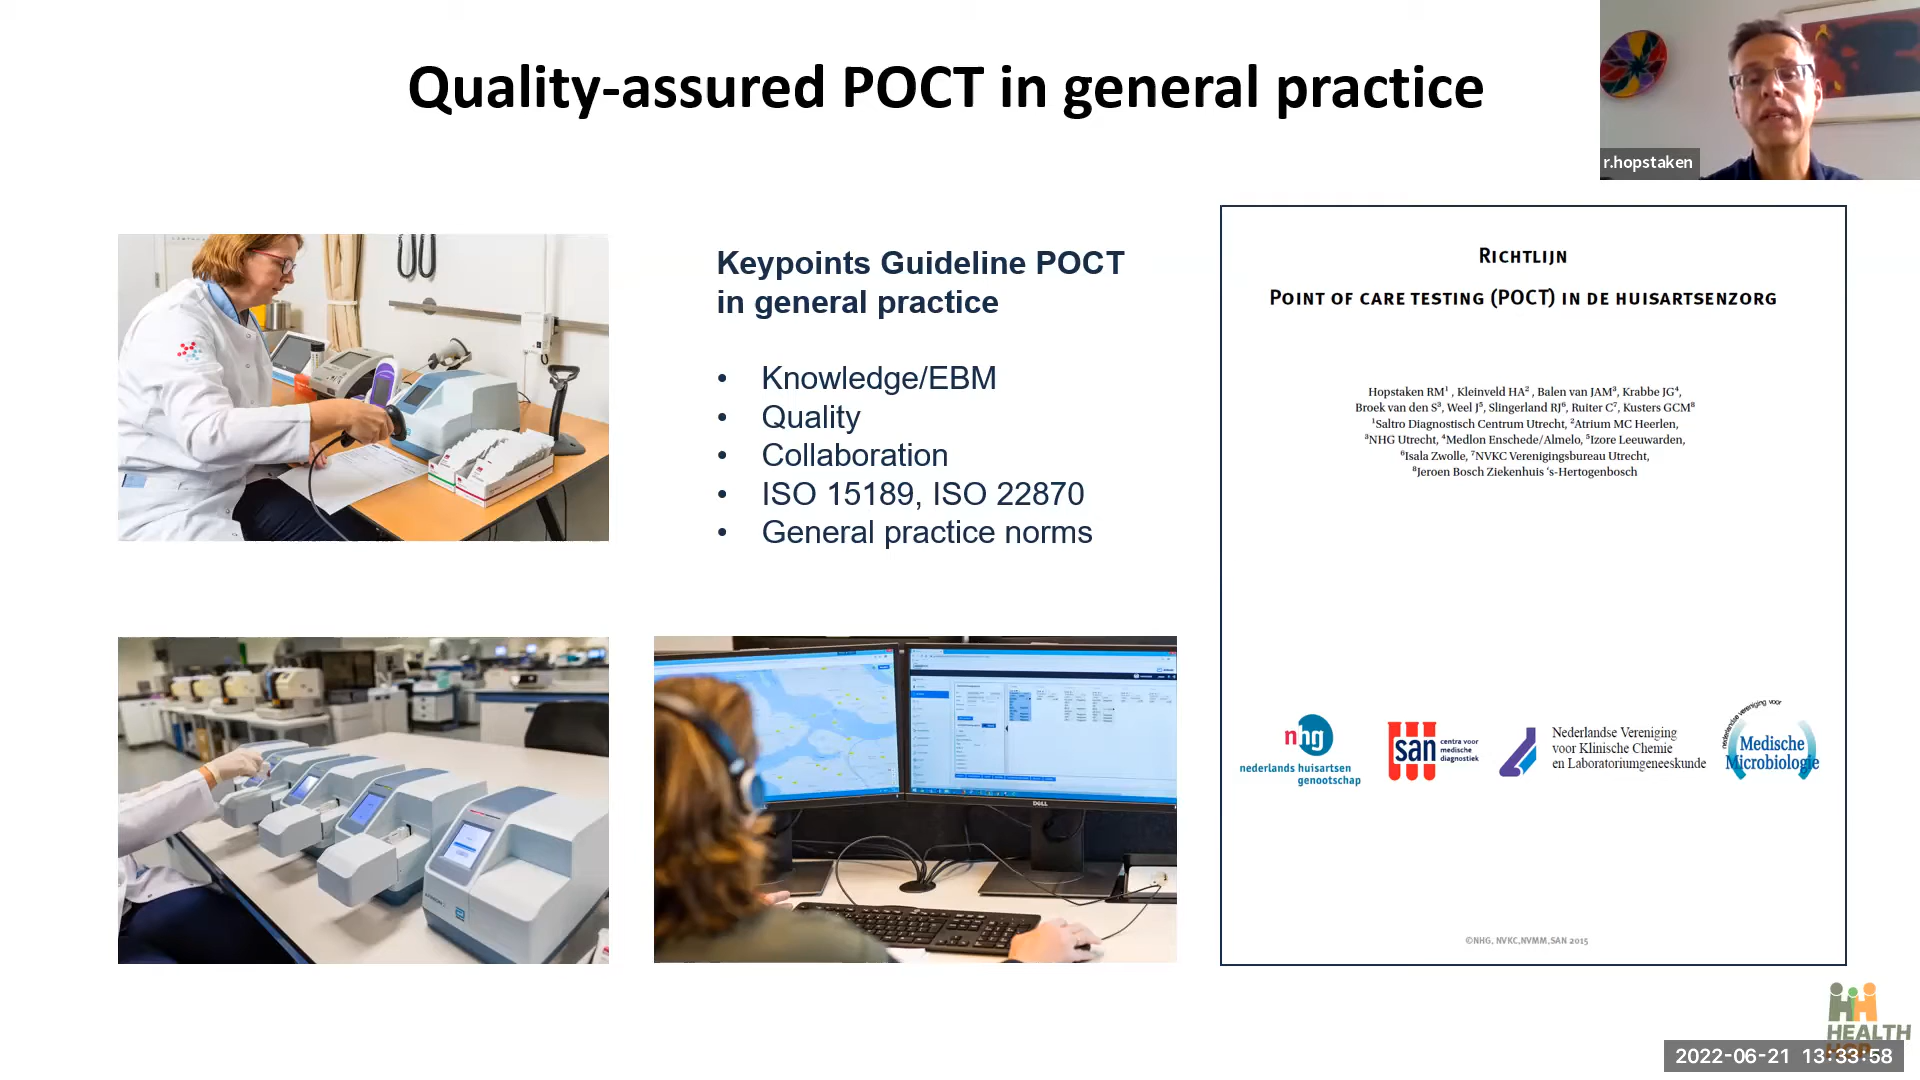 Quality-assured POCT in general practice
r.hopstaken
Keypoints Guideline POCT
in general practice
• Knowledge/EBM
• Quality
• Collaboration
• ISO 15189, ISO 22870
• General practice norms
RICHTLIJN
POINT OF CARE TESTING (POCT) IN DE HUISARTSENZORG
Hopstaken RM¹ , Kleinveld HA² , Balen van JAM³, Krabbe JG⁴,
Broek van den S³, Weel J⁵, Slingerland RJ⁶, Ruiter C⁷, Kusters GCM⁸
¹Saltro Diagnostisch Centrum Utrecht, ²Atrium MC Heerlen,
³NHG Utrecht, ⁴Medlon Enschede/Almelo, ⁵Izore Leeuwarden,
⁶Isala Zwolle, ⁷NVKC Verenigingsbureau Utrecht,
⁸Jeroen Bosch Ziekenhuis ‘s-Hertogenbosch
nhg
nederlands huisartsen
genootschap
san
centra voor
medische
diagnostiek
Nederlandse Vereniging
voor Klinische Chemie
en Laboratoriumgeneeskunde
nederlandse vereniging voor
Medische
Microbiologie
©NHG, NVKC,NVMM,SAN 2015
DELL
HEALTH
2022-06-21 13:33:58